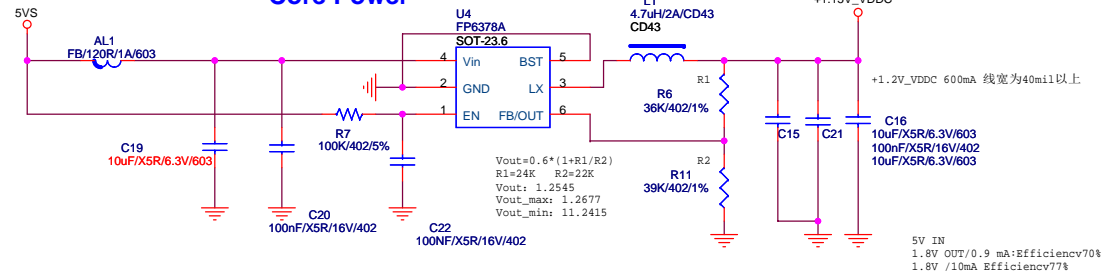 Core Power
5VS
AL1
FB/120R/1A/603
U4
FP6378A
SOT-23.6
4 Vin
2 GND
1 EN
BST 5
LX 3
FB/OUT 6
L1
4.7uH/2A/CD43
CD43
+1.15V_VDDC
+1.2V_VDDC 600mA 线宽为40mil以上
R1
R6
36K/402/1%
R2
R11
39K/402/1%
C15
C21
C16
10uF/X5R/6.3V/603
100nF/X5R/16V/402
10uF/X5R/6.3V/603
C19
10uF/X5R/6.3V/603
R7
100K/402/5%
C20
100nF/X5R/16V/402
C22
100NF/X5R/16V/402
Vout=0.6*(1+R1/R2)
R1=24K R2=22K
Vout: 1.2545
Vout_max: 1.2677
Vout_min: 11.2415
5V IN
1.8V OUT/0.9 mA:Efficiency70%
1.8V /10mA Efficiency77%